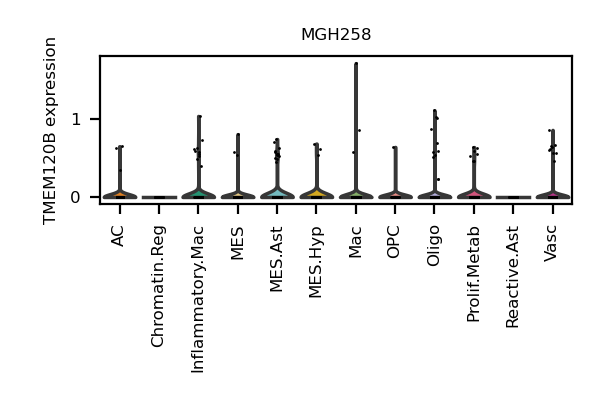 MGH258
TMEM120B expression
1
0
AC
Chromatin.Reg
Inflammatory.Mac
MES
MES.Ast
MES.Hyp
Mac
OPC
Oligo
Prolif.Metab
Reactive.Ast
Vasc